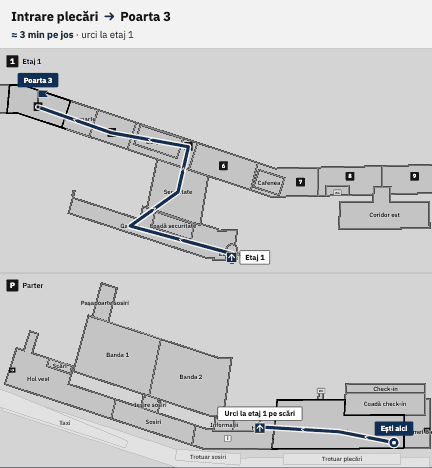 Intrare plecări → Poarta 3
≈ 3 min pe jos · urci la etaj 1
1 Etaj 1
Poarta 3
6
Cafenea
7
8
9
Coridor est
Coadă securitate
Etaj 1
P Parter
Pașapoarte sosiri
Banda 1
Banda 2
Scări
Hol vest
Ieșire sosiri
Sosiri
Informații
Urci la etaj 1 pe scări
Check-in
Coadă check-in
Ești aici
Taxi
Trotuar sosiri
Trotuar plecări